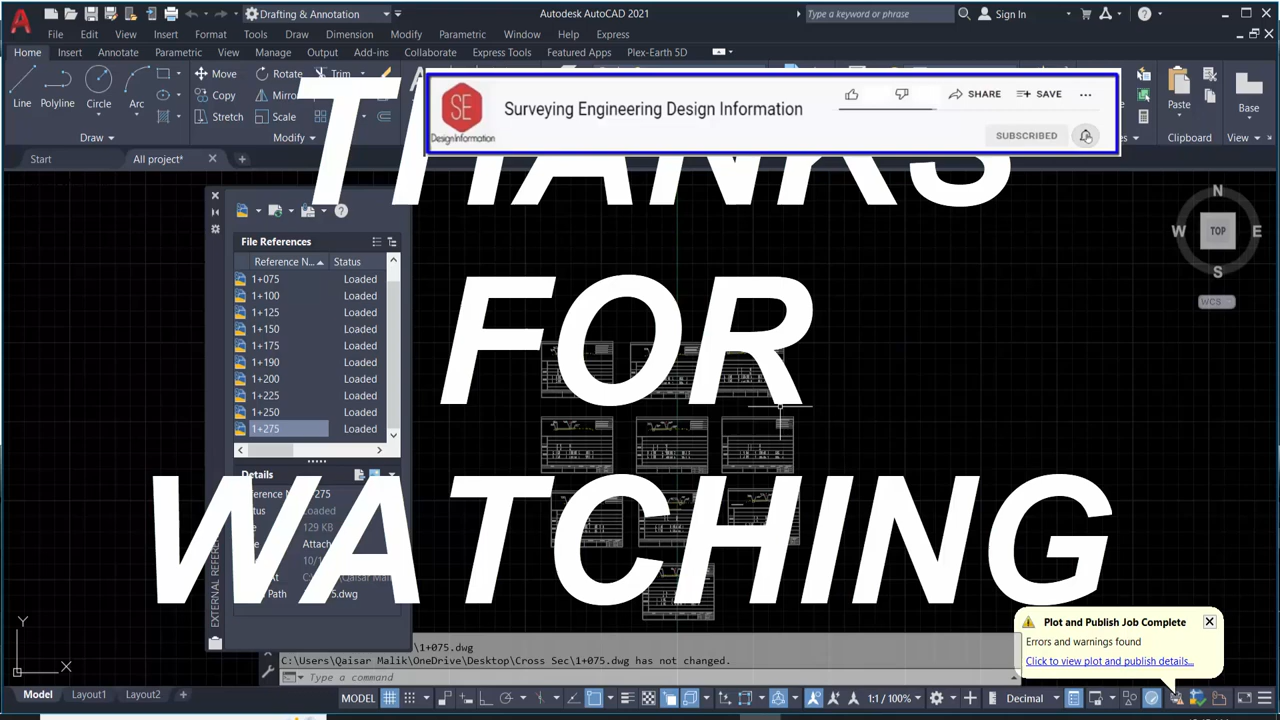 Drafting & Annotation
Autodesk AutoCAD 2021
Type a keyword or phrase
Sign In
File Edit View Insert Format Tools Draw Dimension Modify Parametric Window Help Express
Home Insert Annotate Parametric View Manage Output Add-ins Collaborate Express Tools Featured Apps Plex-Earth 5D
Line Polyline Circle Arc
Move Rotate Trim
Copy
Stretch Scale
Draw
Modify
Paste
Clipboard
Base
View
SE
Design Information
Surveying Engineering Design Information
SHARE SAVE
SUBSCRIBED
Start All project*
THANKS
FOR
WATCHING
N
W TOP E
S
WCS
File References
Reference N... Status
1+075 Loaded
1+100 Loaded
1+125 Loaded
1+150 Loaded
1+175 Loaded
1+190 Loaded
1+200 Loaded
1+225 Loaded
1+250 Loaded
1+275 Loaded
Details
Loaded
129 KB
Attach
Path
Y
X
\1+075.dwg
C:\Users\Qaisar Malik\OneDrive\Desktop\Cross Sec\1+075.dwg has not changed.
Type a command
Plot and Publish Job Complete
Errors and warnings found
Click to view plot and publish details...
Model Layout1 Layout2
MODEL 1:1 / 100% Decimal